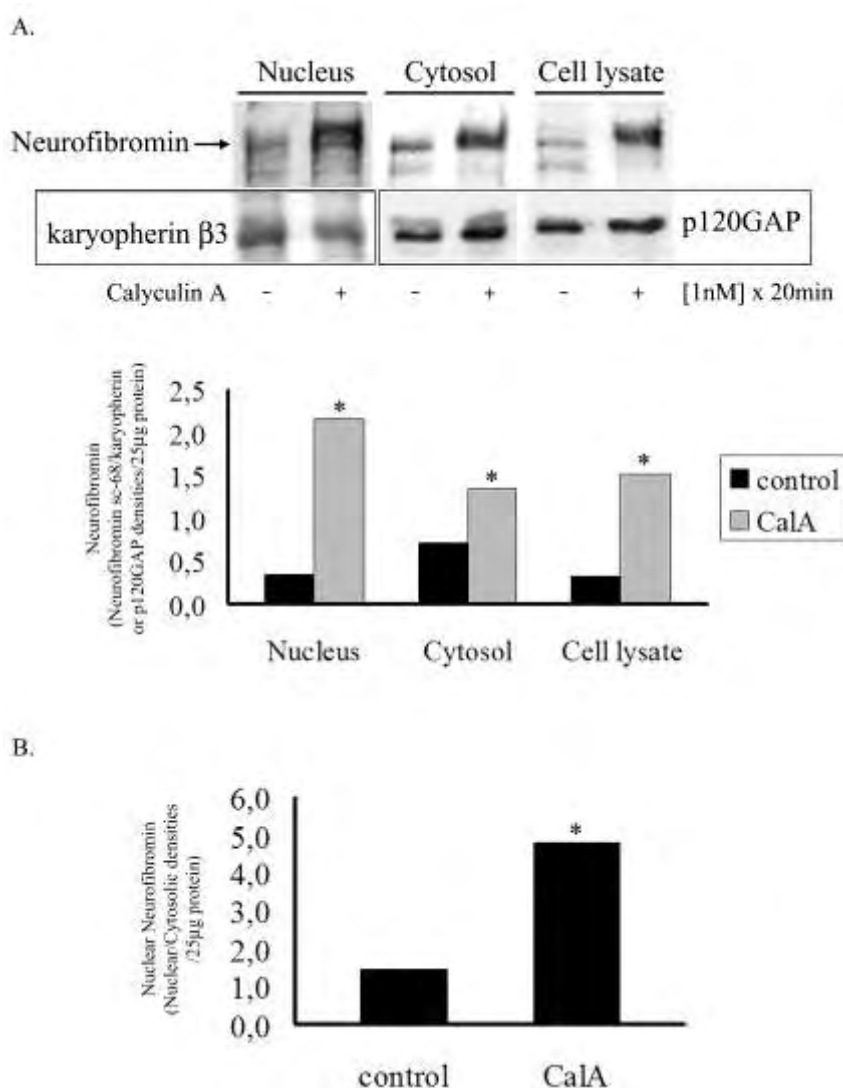 A.
Nucleus Cytosol Cell lysate
Neurofibromin
karyopherin β3 p120GAP
Calyculin A - + - + - + [1nM] x 20min
Neurofibromin
(Neurofibromin sc-68/karyopherin
or p120GAP densities/25µg protein)
2,5
2,0
1,5
1,0
0,5
0,0
* * *
control
CalA
Nucleus Cytosol Cell lysate
B.
Nuclear Neurofibromin
(Nuclear/Cytosolic densities
/25µg protein)
6,0
5,0
4,0
3,0
2,0
1,0
0,0
*
control CalA